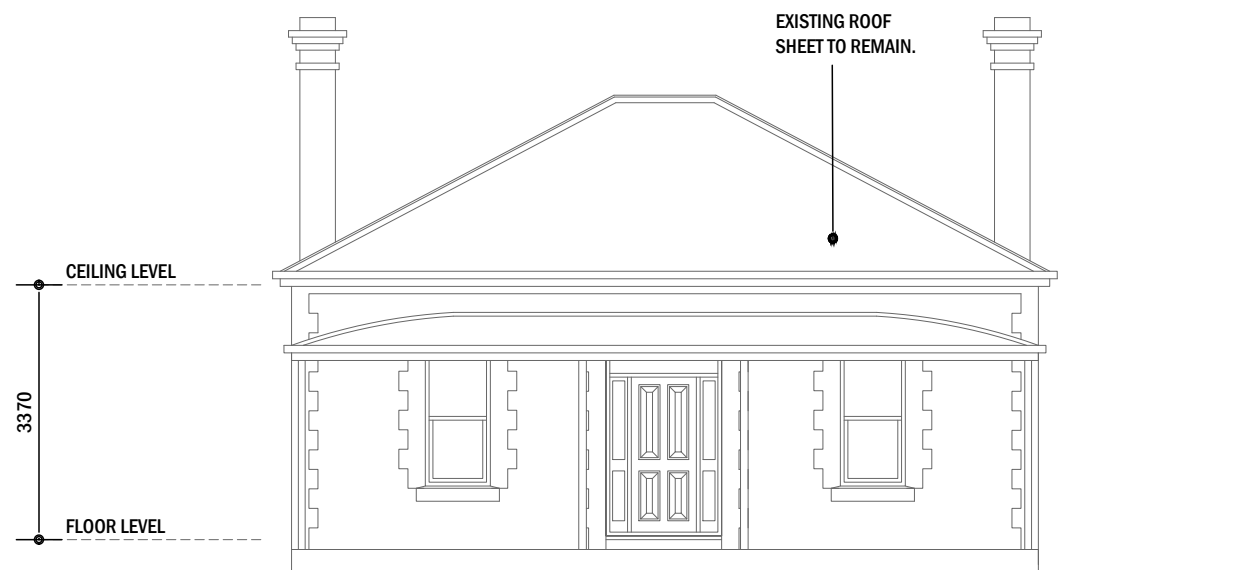 EXISTING ROOF
SHEET TO REMAIN.
CEILING LEVEL
3370
FLOOR LEVEL